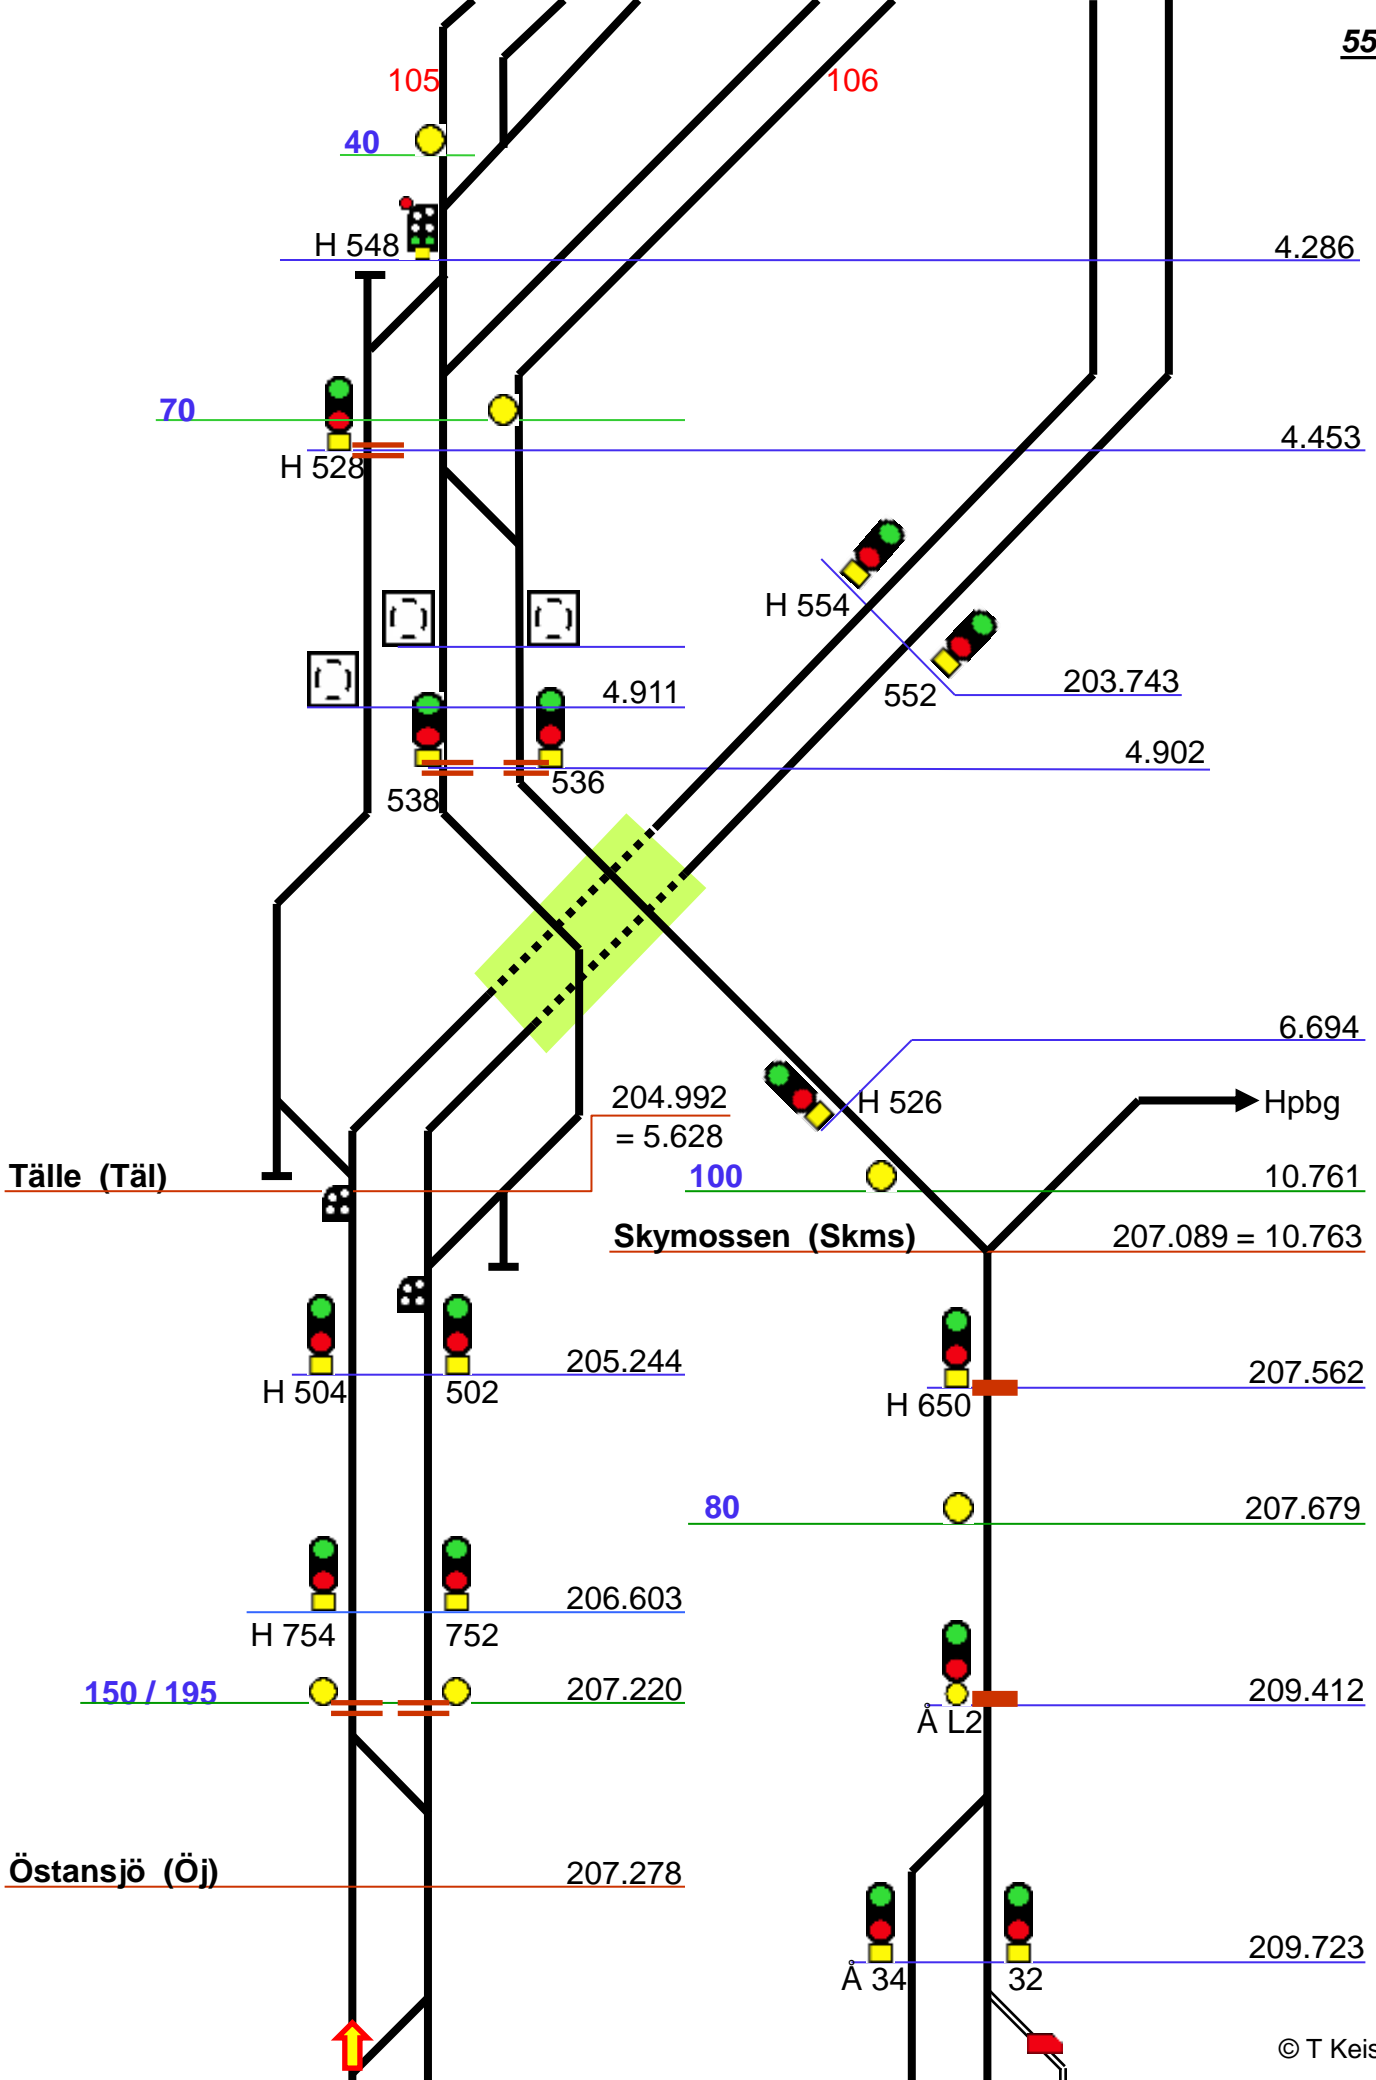 55
105
106
40
H 548
4.286
70
4.453
H 528
H 554
552
203.743
4.911
4.902
538
536
6.694
204.992
= 5.628
H 526
Hpbg
Tälle (Täl)
100
10.761
Skymossen (Skms)
207.089 = 10.763
205.244
H 504
502
207.562
H 650
80
207.679
206.603
H 754
752
150 / 195
207.220
209.412
Å L2
Östansjö (Öj)
207.278
209.723
Å 34
32
© T Keis